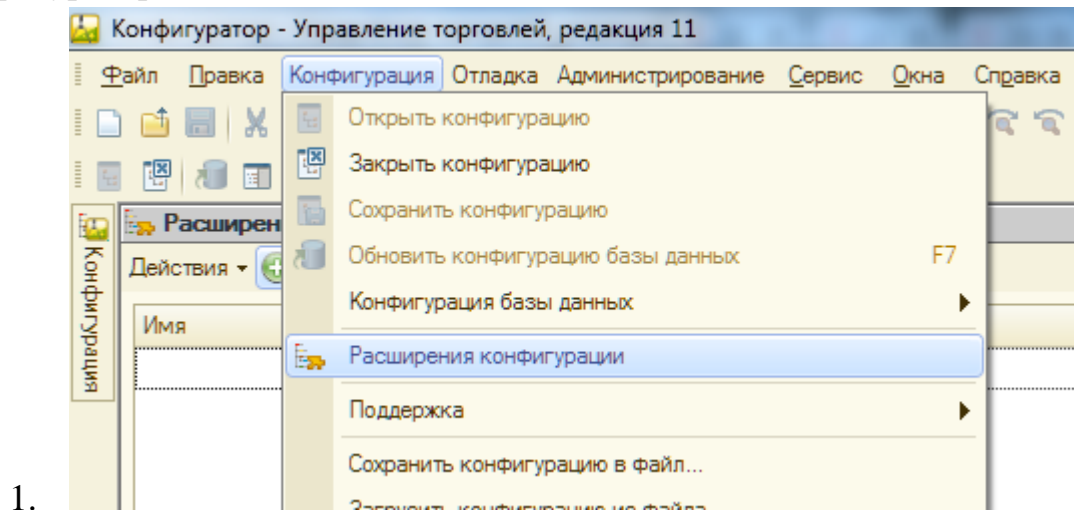 Конфигуратор - Управление торговлей, редакция 11
Файл Правка Конфигурация Отладка Администрирование Сервис Окна Справка
Открыть конфигурацию
Закрыть конфигурацию
Сохранить конфигурацию
Расширен
Действия
Обновить конфигурацию базы данных F7
Конфигурация
Конфигурация базы данных
Имя
Расширения конфигурации
Поддержка
Сохранить конфигурацию в файл...
1.